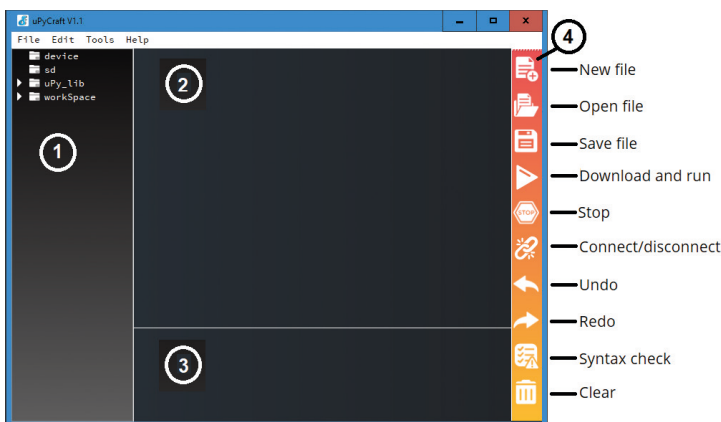 uPyCraft V1.1
File Edit Tools Help
device
sd
uPy_lib
workSpace
1
2
3
4
New file
Open file
Save file
Download and run
STOP
Stop
Connect/disconnect
Undo
Redo
Syntax check
Clear